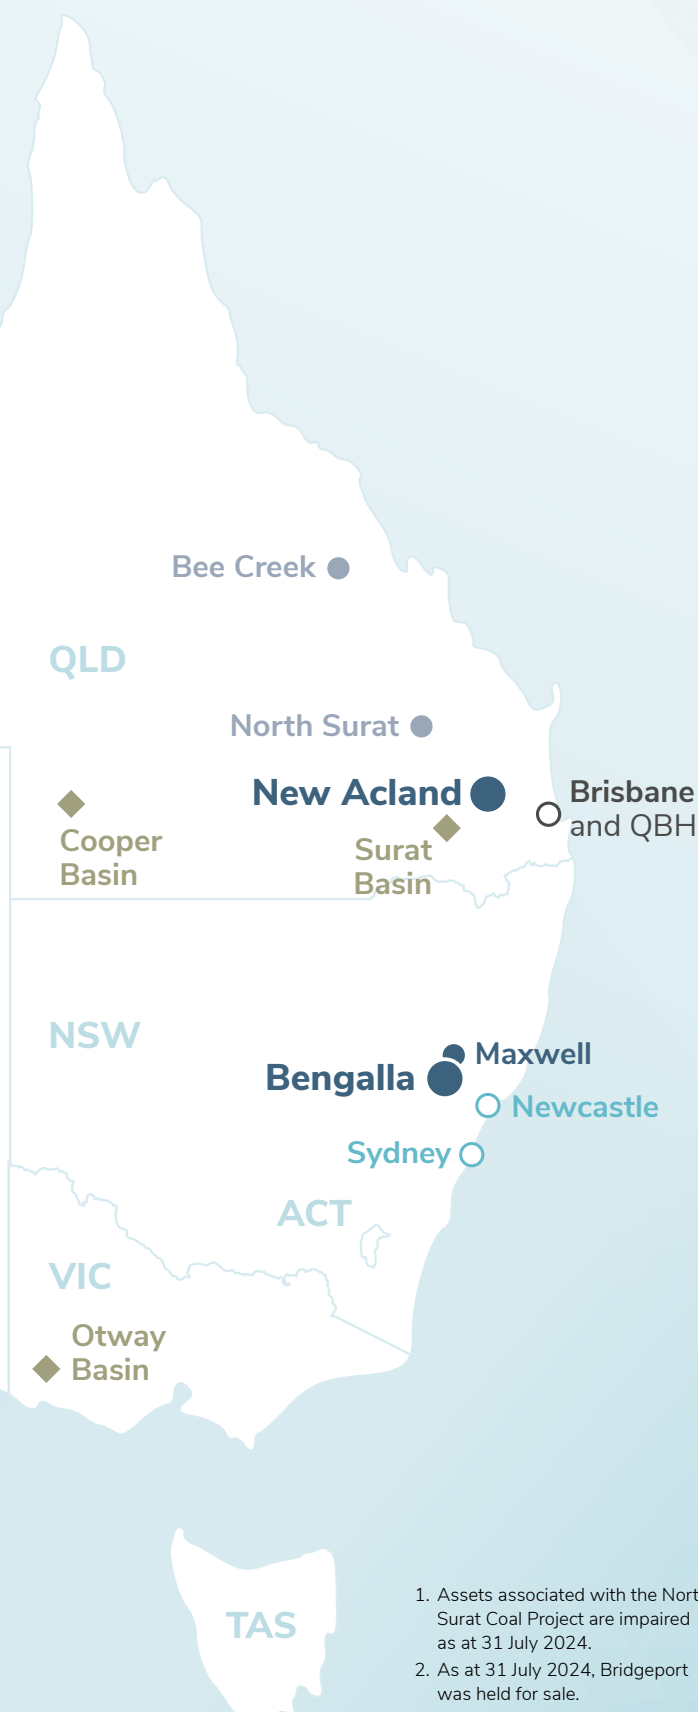 Bee Creek
QLD
North Surat
New Acland
Brisbane
and QBH
Cooper
Basin
Surat
Basin
NSW
Maxwell
Bengalla
Newcastle
Sydney
ACT
VIC
Otway
Basin
TAS
1. Assets associated with the Nort
Surat Coal Project are impaired
as at 31 July 2024.
2. As at 31 July 2024, Bridgeport
was held for sale.